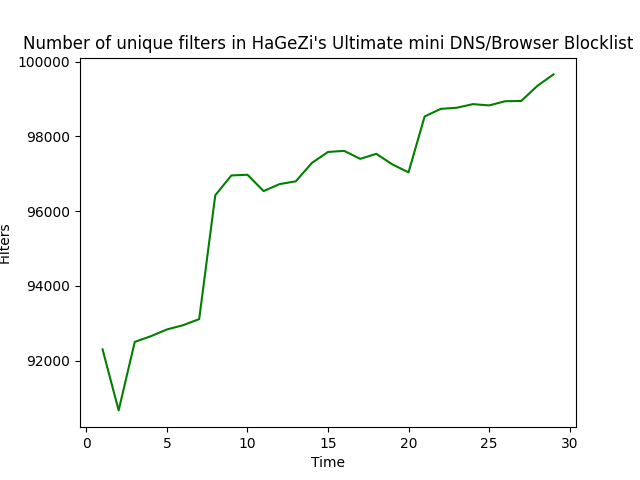 Number of unique filters in HaGeZi's Ultimate mini DNS/Browser Blocklist
100000
98000
96000
94000
92000
Filters
0 5 10 15 20 25 30
Time